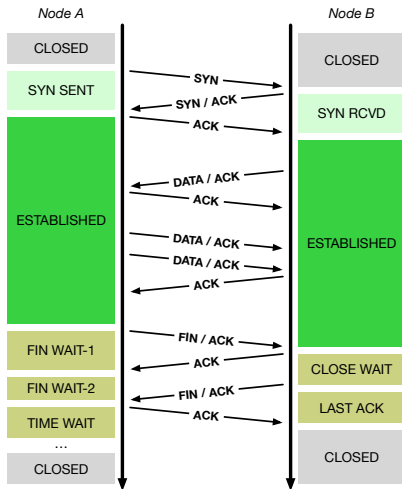 Node A
Node B
CLOSED
CLOSED
SYN
SYN SENT
SYN / ACK
SYN RCVD
ACK
DATA / ACK
ACK
ESTABLISHED
ESTABLISHED
DATA / ACK
DATA / ACK
ACK
FIN / ACK
FIN WAIT-1
ACK
CLOSE WAIT
FIN WAIT-2
FIN / ACK
LAST ACK
ACK
TIME WAIT
...
CLOSED
CLOSED